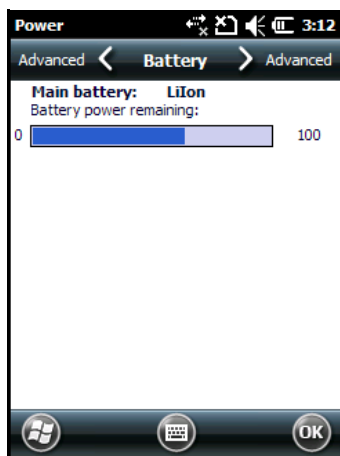 Power 3:12
Advanced Battery Advanced
Main battery: LiIon
Battery power remaining:
0 100
OK